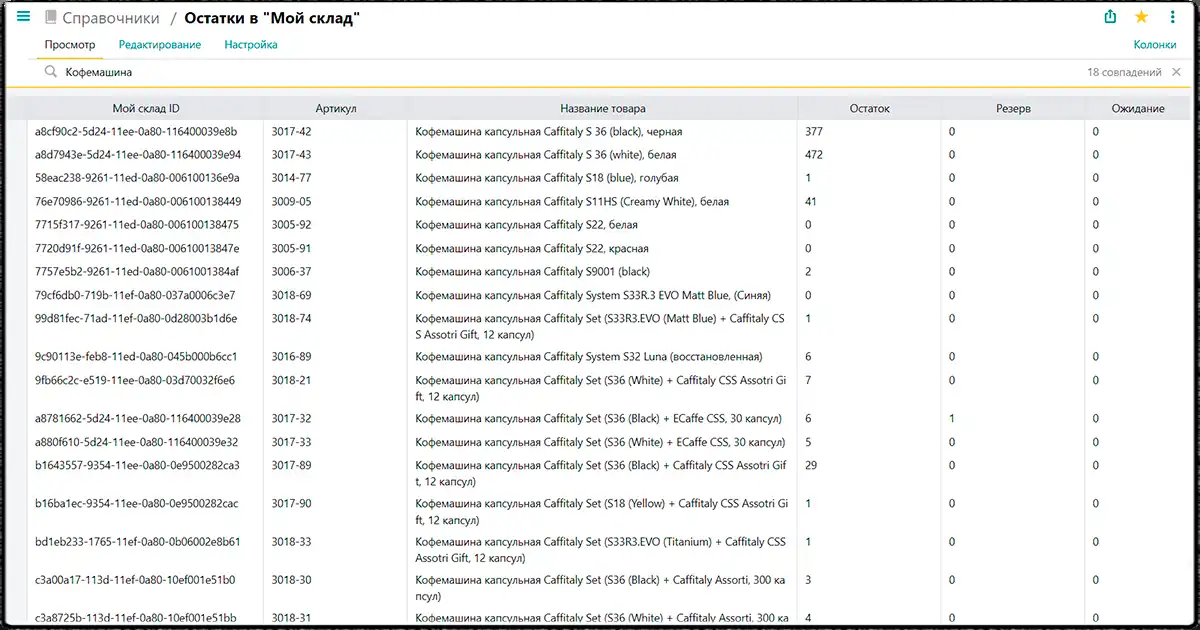 Справочники / Остатки в "Мой склад"
Просмотр Редактирование Настройка Колонки
Кофемашина 18 совпадений
Мой склад ID Артикул Название товара Остаток Резерв Ожидание
a8cf90c2-5d24-11ee-0a80-116400039e8b 3017-42 Кофемашина капсульная Caffitaly S 36 (black), черная 377 0 0
a8d7943e-5d24-11ee-0a80-116400039e94 3017-43 Кофемашина капсульная Caffitaly S 36 (white), белая 472 0 0
58eac238-9261-11ed-0a80-006100136e9a 3014-77 Кофемашина капсульная Caffitaly S18 (blue), голубая 1 0 0
76e70986-9261-11ed-0a80-006100138449 3009-05 Кофемашина капсульная Caffitaly S11HS (Creamy White), белая 41 0 0
7715f317-9261-11ed-0a80-006100138475 3005-92 Кофемашина капсульная Caffitaly S22, белая 0 0 0
7720d91f-9261-11ed-0a80-00610013847e 3005-91 Кофемашина капсульная Caffitaly S22, красная 0 0 0
7757e5b2-9261-11ed-0a80-0061001384af 3006-37 Кофемашина капсульная Caffitaly S9001 (black) 2 0 0
79cf6db0-719b-11ef-0a80-037a0006c3e7 3018-69 Кофемашина капсульная Caffitaly System S33R.3 EVO Matt Blue, (Синяя) 0 0 0
99d81fec-71ad-11ef-0a80-0d28003b1d6e 3018-74 Кофемашина капсульная Caffitaly Set (S33R3.EVO (Matt Blue) + Caffitaly CS 1 0 0
S Assotri Gift, 12 капсул)
9c90113e-feb8-11ed-0a80-045b000b6cc1 3016-89 Кофемашина капсульная Caffitaly System S32 Luna (восстановленная) 6 0 0
9fb66c2c-e519-11ee-0a80-03d70032f6e6 3018-21 Кофемашина капсульная Caffitaly Set (S36 (White) + Caffitaly CSS Assotri Gi 7 0 0
ft, 12 капсул)
a8781662-5d24-11ee-0a80-116400039e28 3017-32 Кофемашина капсульная Caffitaly Set (S36 (Black) + ECaffe CSS, 30 капсул) 6 1 0
a880f610-5d24-11ee-0a80-116400039e32 3017-33 Кофемашина капсульная Caffitaly Set (S36 (White) + ECaffe CSS, 30 капсул) 5 0 0
b1643557-9354-11ee-0a80-0e9500282ca3 3017-89 Кофемашина капсульная Caffitaly Set (S36 (Black) + Caffitaly CSS Assotri Gif 29 0 0
t, 12 капсул)
b16ba1ec-9354-11ee-0a80-0e9500282cac 3017-90 Кофемашина капсульная Caffitaly Set (S18 (Yellow) + Caffitaly CSS Assotri Gi 1 0 0
ft, 12 капсул)
bd1eb233-1765-11ef-0a80-0b06002e8b61 3018-33 Кофемашина капсульная Caffitaly Set (S33R3.EVO (Titanium) + Caffitaly CSS 1 0 0
Assotri Gift, 12 капсул)
c3a00a17-113d-11ef-0a80-10ef001e51b0 3018-30 Кофемашина капсульная Caffitaly Set (S36 (Black) + Caffitaly Assorti, 300 ка 3 0 0
псул)
c3a8725b-113d-11ef-0a80-10ef001e51bb 3018-31 Кофемашина капсульная Caffitaly Set (S36 (White) + Caffitaly Assorti, 300 ка 4 0 0